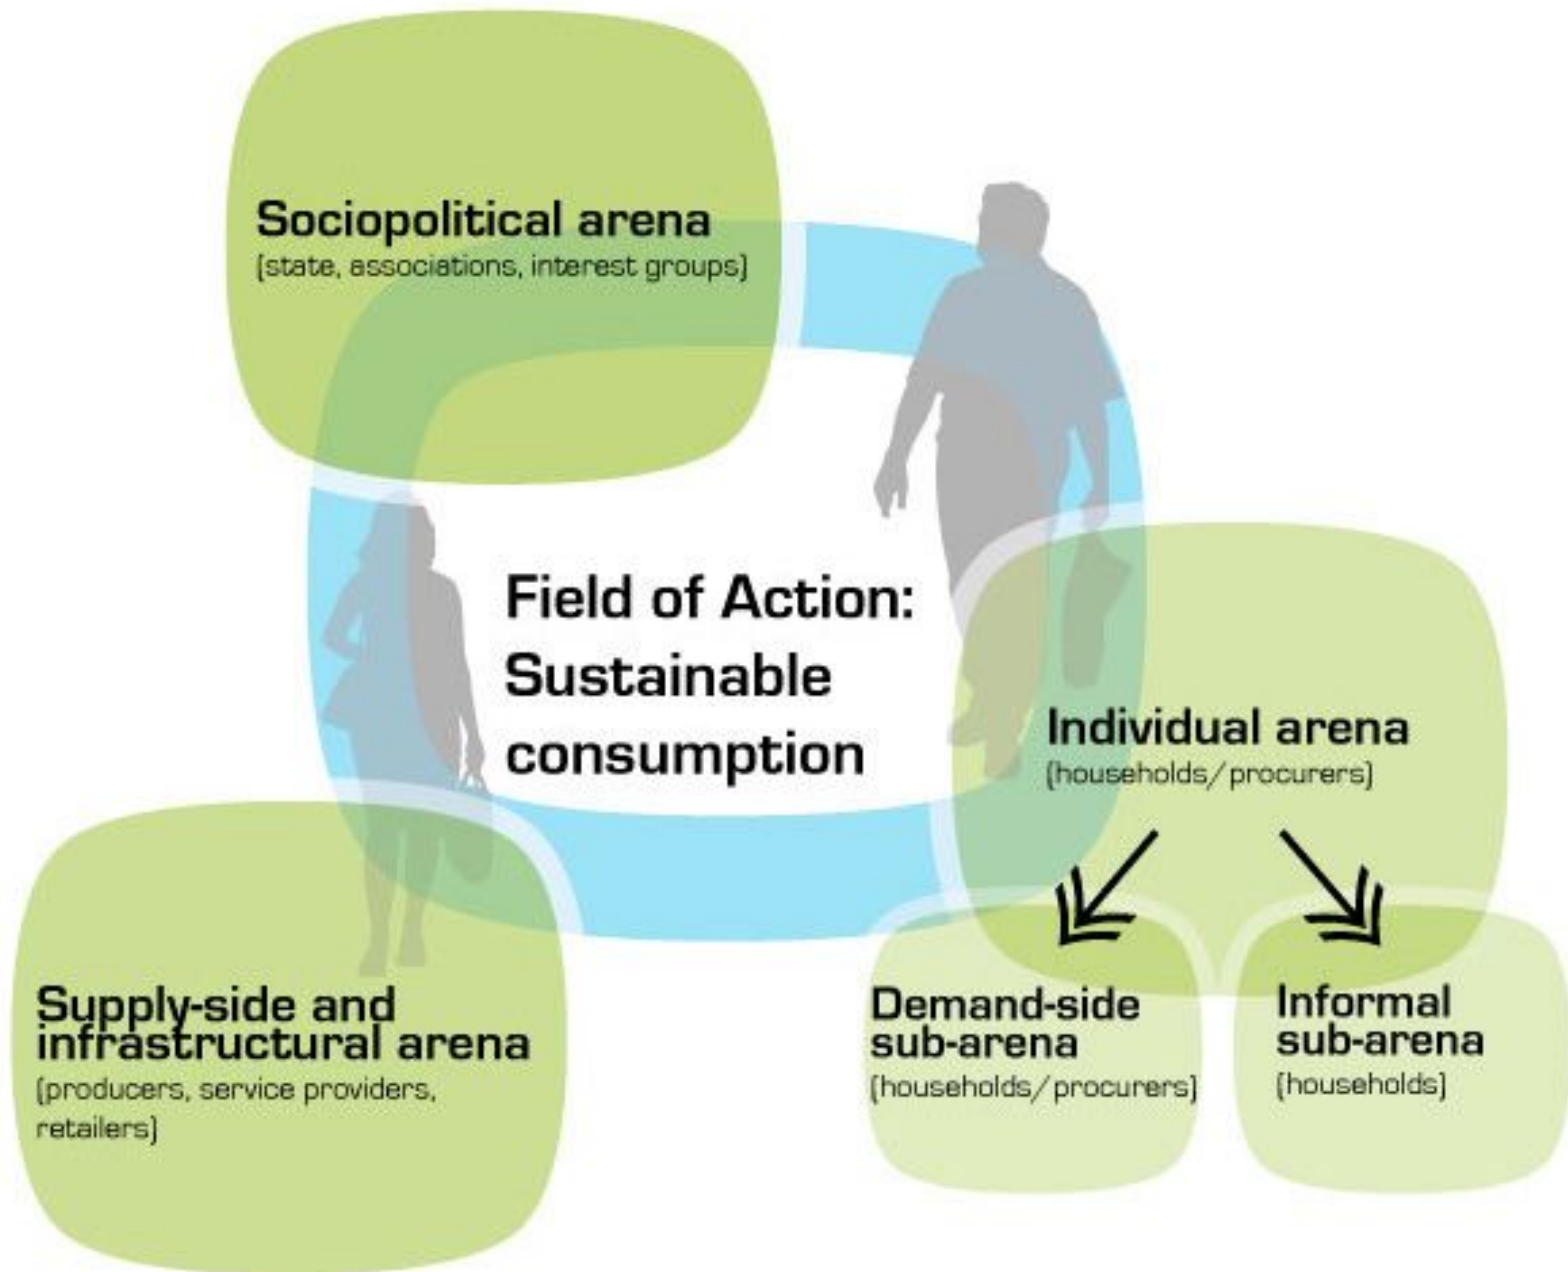 Sociopolitical arena
(state, associations, interest groups)
Field of Action:
Sustainable
consumption
Individual arena
(households/procurers)
Supply-side and
infrastructural arena
(producers, service providers,
retailers)
Demand-side
sub-arena
(households/procurers)
Informal
sub-arena
(households)